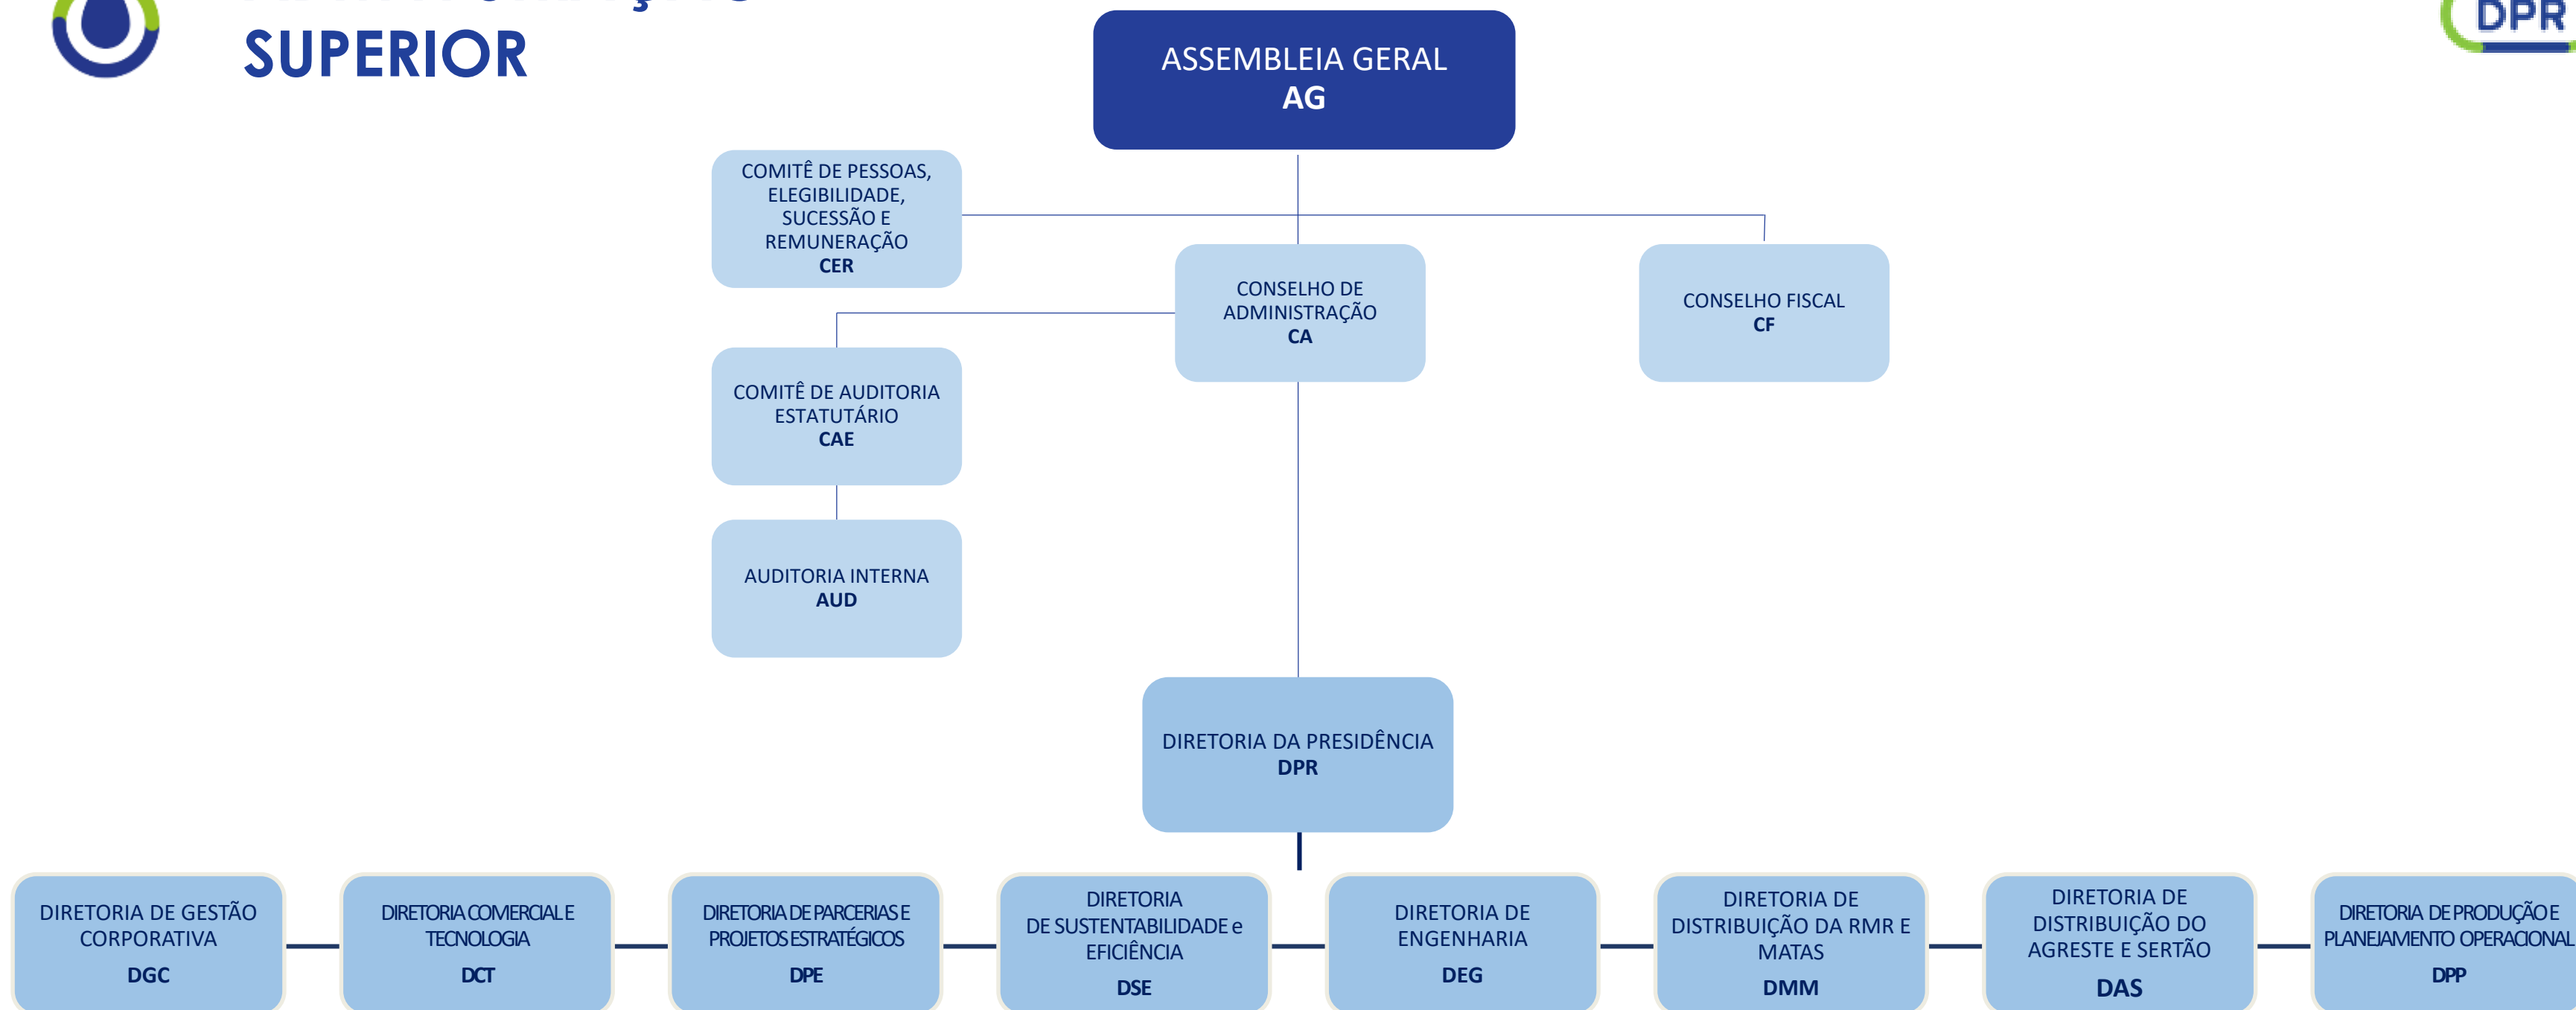 SUPERIOR
DPR
ASSEMBLEIA GERAL
AG
COMITÊ DE PESSOAS,
ELEGIBILIDADE,
SUCESSÃO E
REMUNERAÇÃO
CER
CONSELHO DE
ADMINISTRAÇÃO
CA
CONSELHO FISCAL
CF
COMITÊ DE AUDITORIA
ESTATUTÁRIO
CAE
AUDITORIA INTERNA
AUD
DIRETORIA DA PRESIDÊNCIA
DPR
DIRETORIA DE GESTÃO
CORPORATIVA
DGC
DIRETORIA COMERCIAL E
TECNOLOGIA
DCT
DIRETORIA DE PARCERIAS E
PROJETOS ESTRATÉGICOS
DPE
DIRETORIA
DE SUSTENTABILIDADE e
EFICIÊNCIA
DSE
DIRETORIA DE
ENGENHARIA
DEG
DIRETORIA DE
DISTRIBUIÇÃO DA RMR E
MATAS
DMM
DIRETORIA DE
DISTRIBUIÇÃO DO
AGRESTE E SERTÃO
DAS
DIRETORIA DE PRODUÇÃO E
PLANEJAMENTO OPERACIONAL
DPP